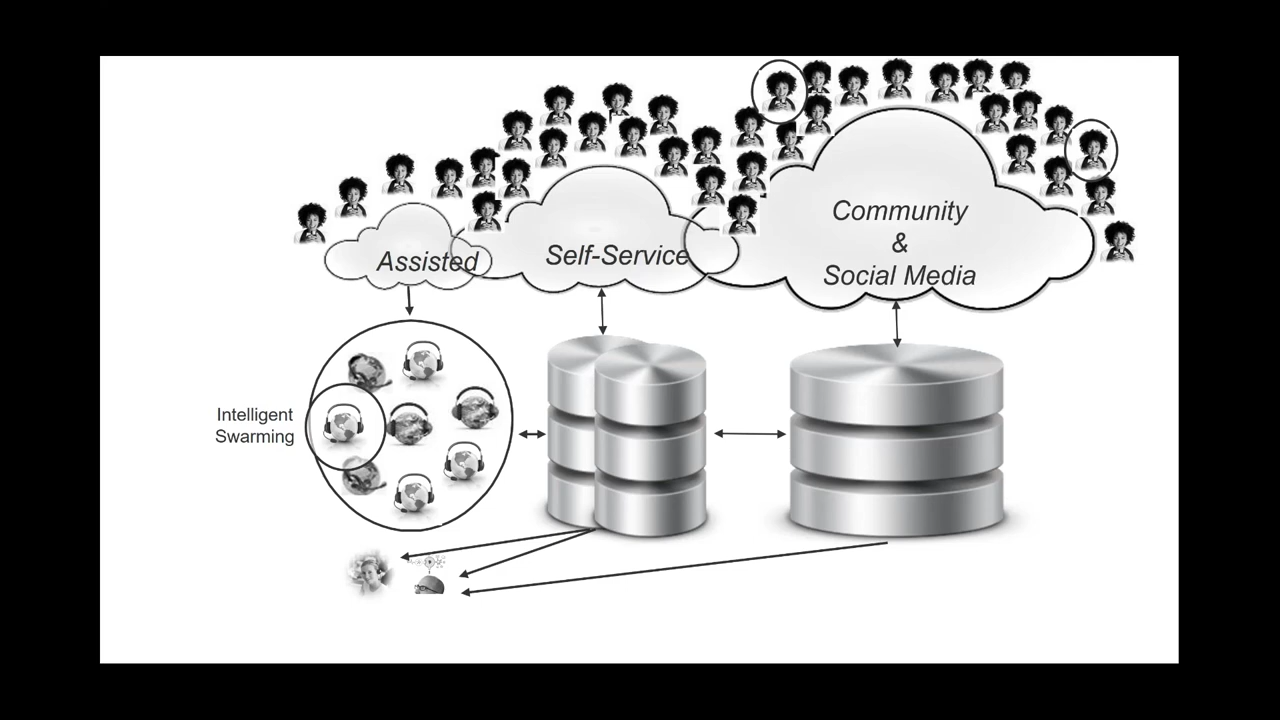 Assisted
Self-Service
Community
&
Social Media
Intelligent
Swarming